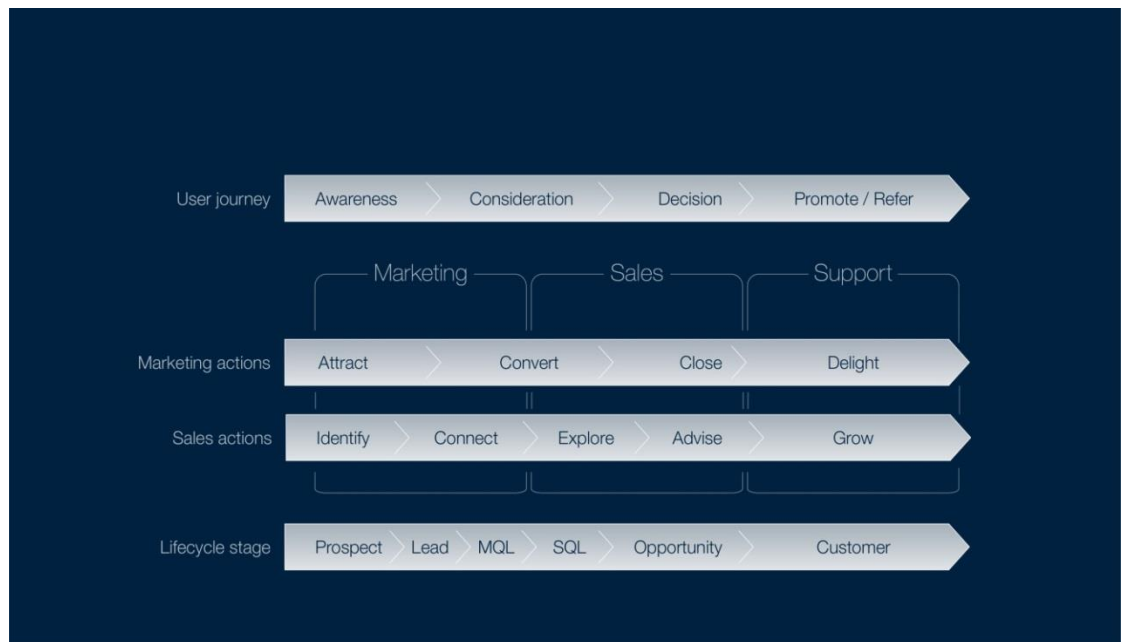 User journey Awareness Consideration Decision Promote / Refer
Marketing Sales Support
Marketing actions Attract Convert Close Delight
Sales actions Identify Connect Explore Advise Grow
Lifecycle stage Prospect Lead MQL SQL Opportunity Customer